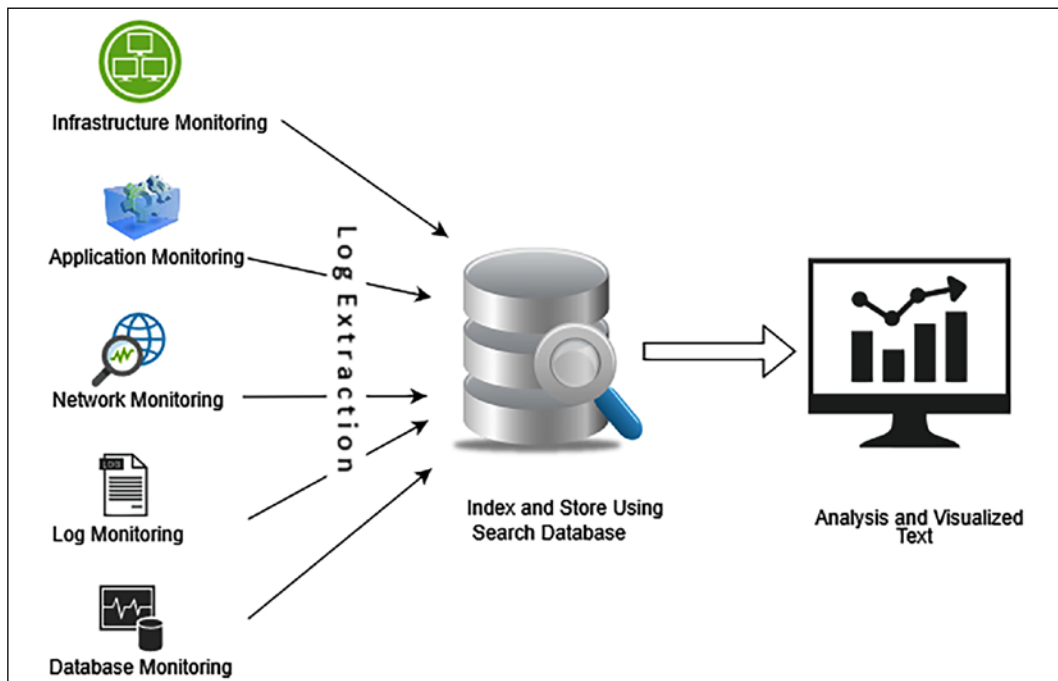 Infrastructure Monitoring
Application Monitoring
Network Monitoring
LOG
Log Monitoring
Database Monitoring
Log Extraction
Index and Store Using
Search Database
Analysis and Visualized
Text